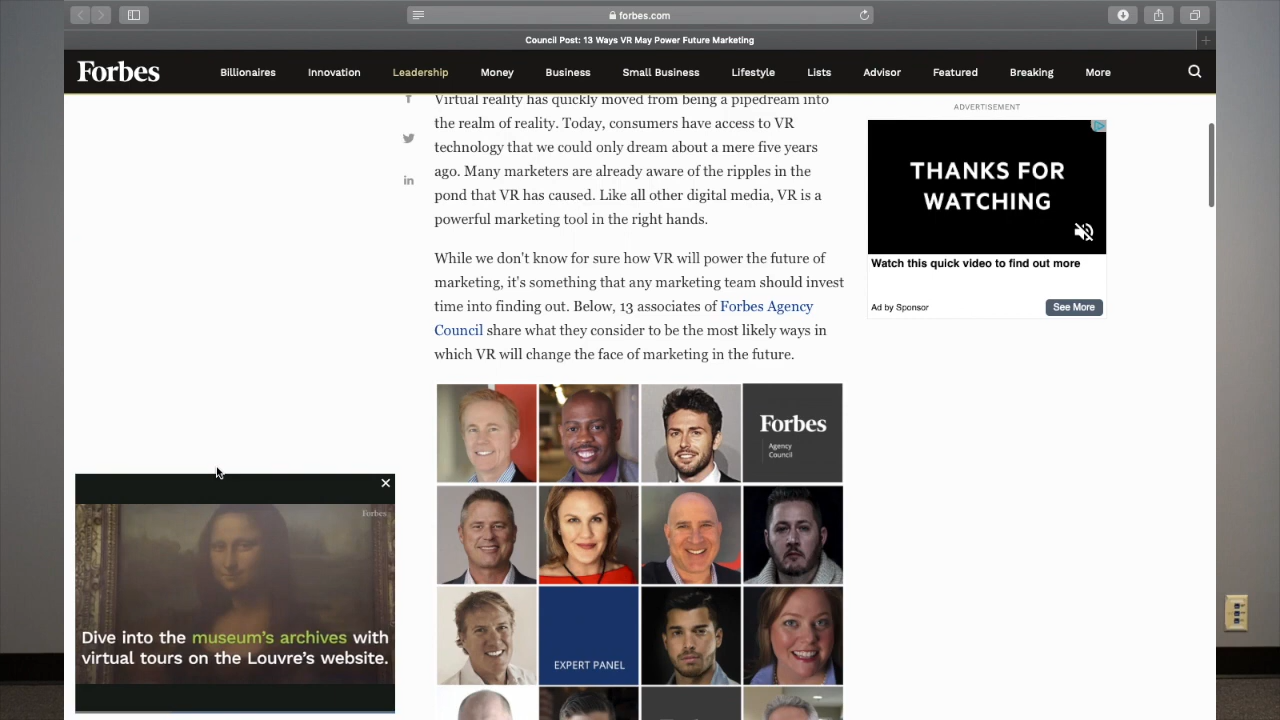 forbes.com
Council Post: 13 Ways VR May Power Future Marketing
Forbes
Billionaires
Innovation
Leadership
Money
Business
Small Business
Lifestyle
Lists
Advisor
Featured
Breaking
More
Virtual reality has quickly moved from being a pipedream into
the realm of reality. Today, consumers have access to VR
technology that we could only dream about a mere five years
ago. Many marketers are already aware of the ripples in the
pond that VR has caused. Like all other digital media, VR is a
powerful marketing tool in the right hands.
While we don't know for sure how VR will power the future of
marketing, it's something that any marketing team should invest
time into finding out. Below, 13 associates of Forbes Agency
Council share what they consider to be the most likely ways in
which VR will change the face of marketing in the future.
ADVERTISEMENT
THANKS FOR
WATCHING
Watch this quick video to find out more
Ad by Sponsor
See More
Forbes
Agency
Council
EXPERT PANEL
Forbes
Dive into the museum's archives with
virtual tours on the Louvre's website.